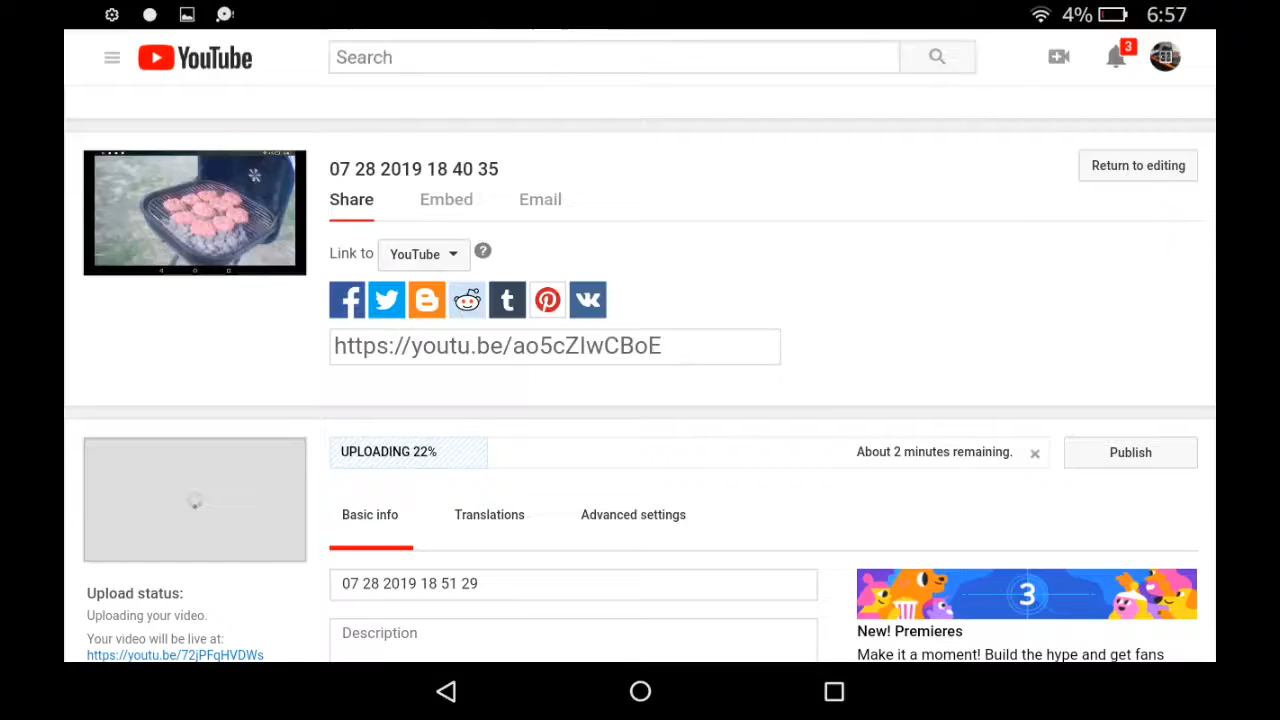 4% 6:57
YouTube Search 3
07 28 2019 18 40 35 Return to editing
Share Embed Email
Link to YouTube ?
https://youtu.be/ao5cZIwCBoE
UPLOADING 22% About 2 minutes remaining. Publish
Basic info Translations Advanced settings
07 28 2019 18 51 29
3
Upload status:
Uploading your video.
Description
New! Premieres
Your video will be live at:
https://youtu.be/72jPFqHVDWs
Make it a moment! Build the hype and get fans